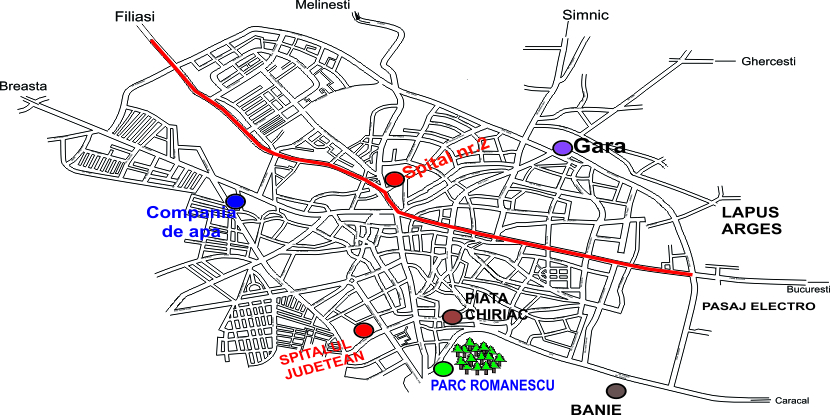 Melinesti
Filiasi
Simnic
Ghercesti
Breasta
Gara
Spital nr.2
Compania
de apa
LAPUS
ARGES
Bucuresti
PIATA
CHIRIAC
PASAJ ELECTRO
SPITALUL
JUDETEAN
PARC ROMANESCU
Caracal
BANIE